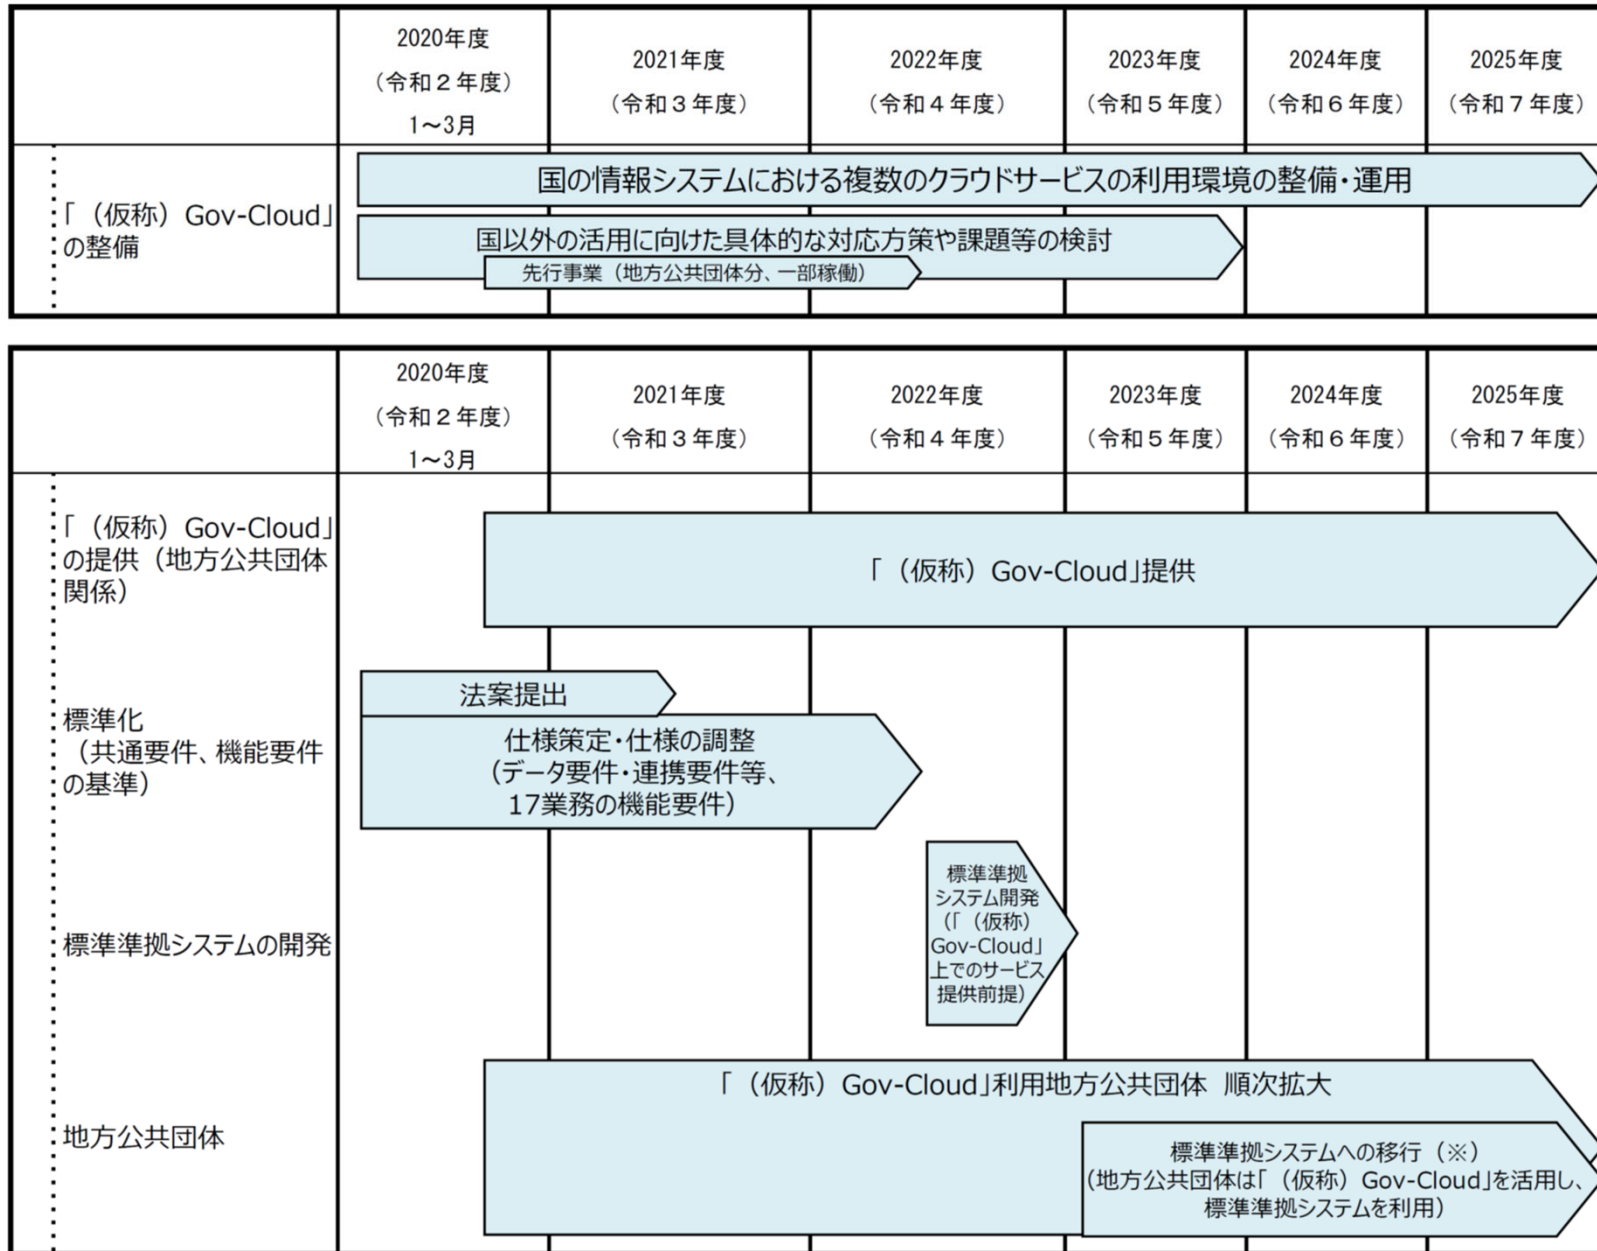 2020年度
（令和２年度）
1～3月
2021年度
（令和３年度）
2022年度
（令和４年度）
2023年度
（令和５年度）
2024年度
（令和６年度）
2025年度
（令和７年度）
「（仮称）Gov-Cloud」
の整備
国の情報システムにおける複数のクラウドサービスの利用環境の整備・運用
国以外の活用に向けた具体的な対応方策や課題等の検討
先行事業（地方公共団体分、一部稼働）
2020年度
（令和２年度）
1～3月
2021年度
（令和３年度）
2022年度
（令和４年度）
2023年度
（令和５年度）
2024年度
（令和６年度）
2025年度
（令和７年度）
「（仮称）Gov-Cloud」
の提供（地方公共団体
関係）
「（仮称）Gov-Cloud」提供
標準化
（共通要件、機能要件
の基準）
法案提出
仕様策定・仕様の調整
（データ要件・連携要件等、
17業務の機能要件）
標準準拠システムの開発
標準準拠
システム開発
（「（仮称）
Gov-Cloud」
上でのサービス
提供前提）
地方公共団体
「（仮称）Gov-Cloud」利用地方公共団体 順次拡大
標準準拠システムへの移行（※）
（地方公共団体は「（仮称）Gov-Cloud」を活用し、
標準準拠システムを利用）